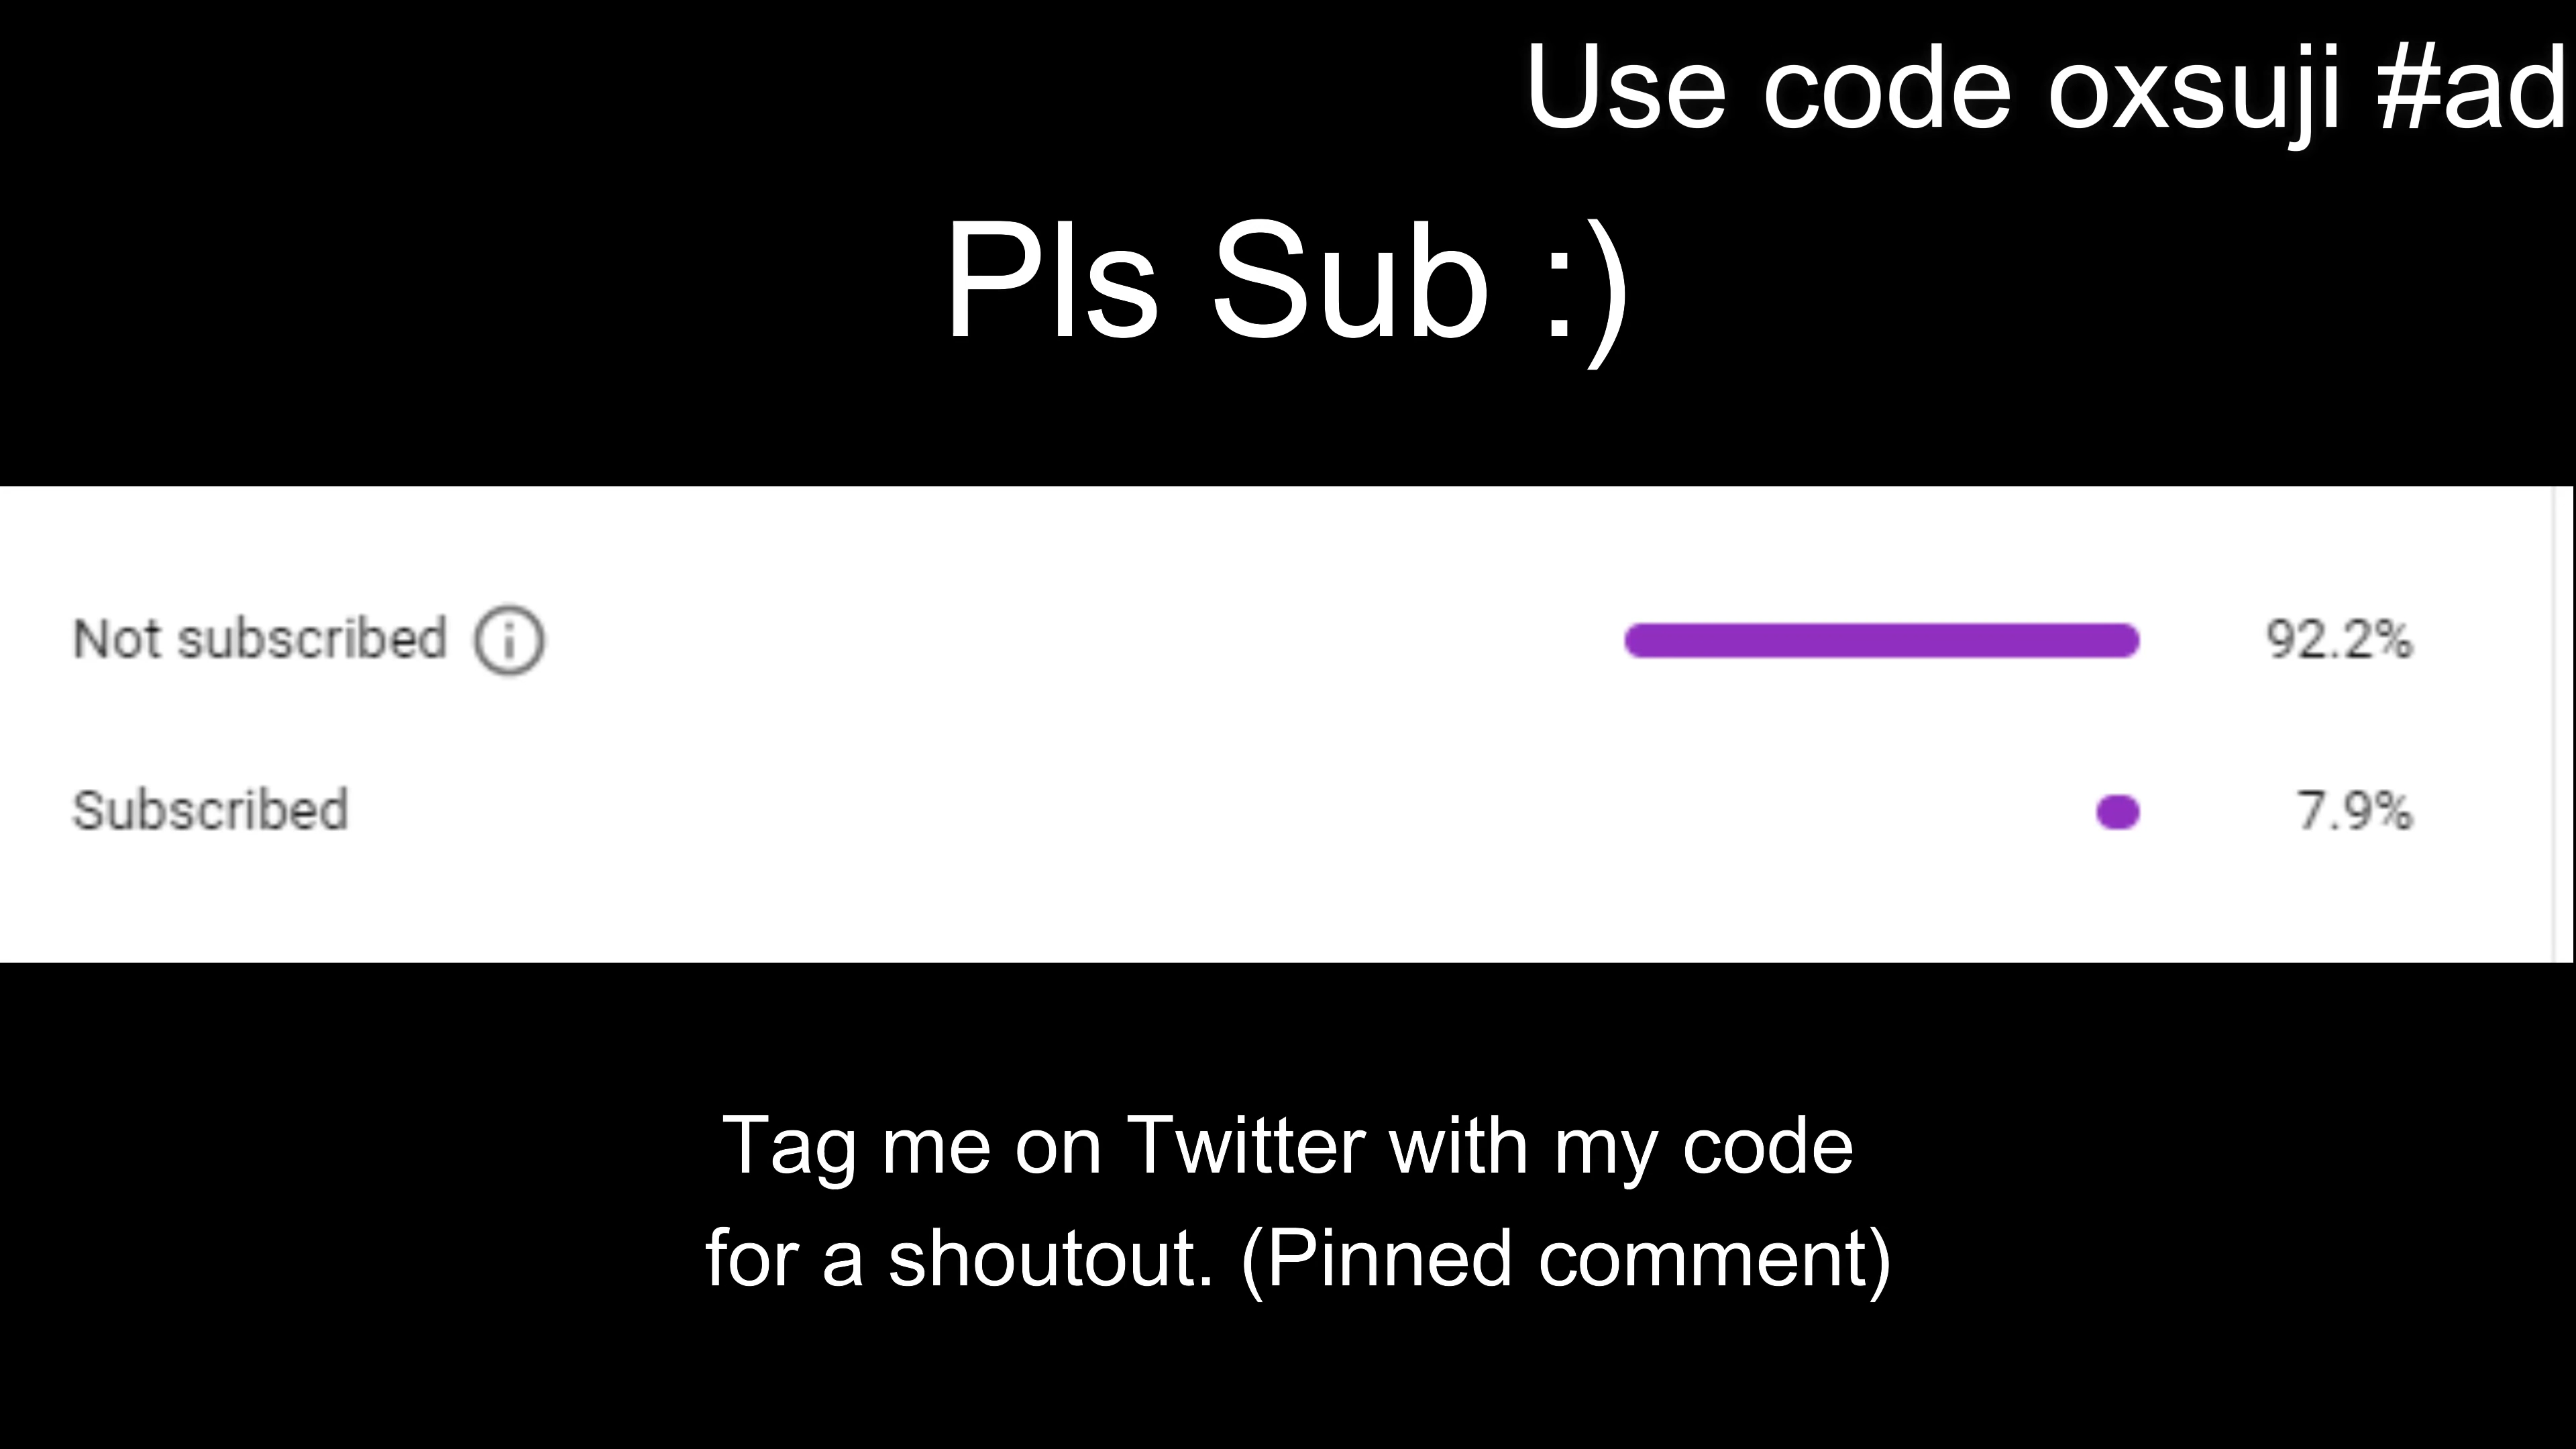 Use code oxsuji #ad
Pls Sub :)
Not subscribed
92.2%
Subscribed
7.9%
Tag me on Twitter with my code
for a shoutout. (Pinned comment)